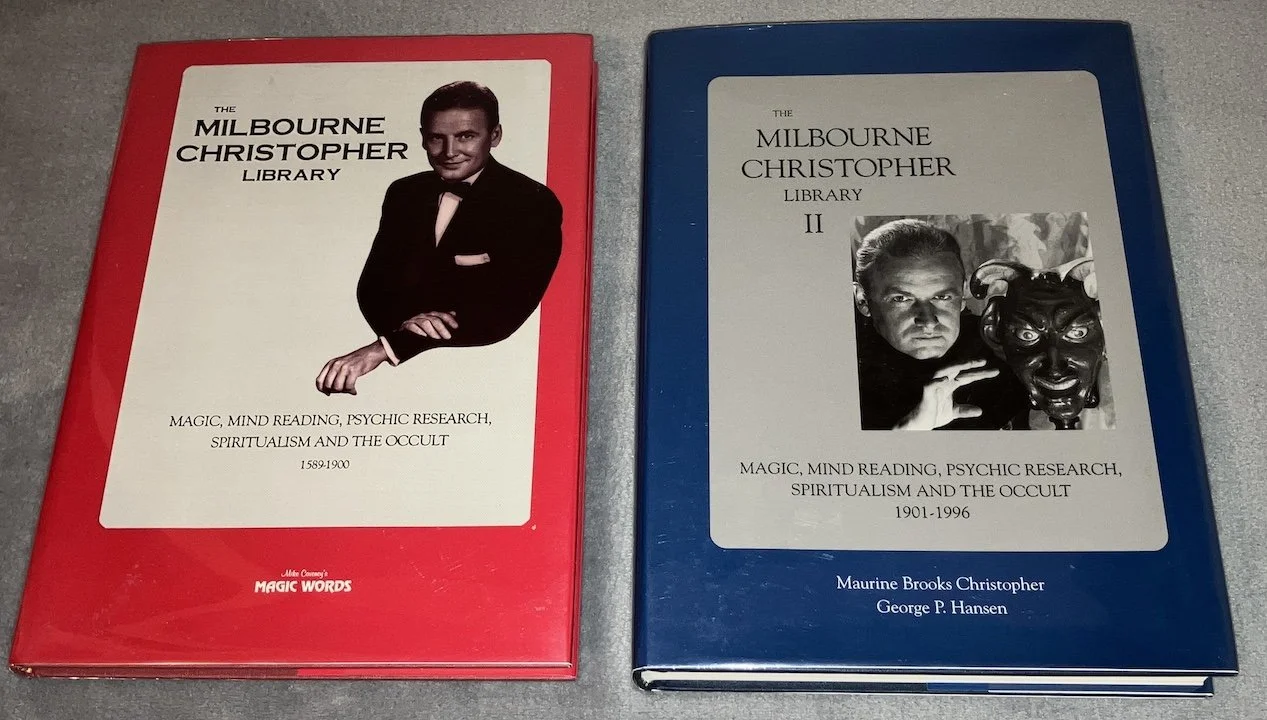 THE
MILBOURNE
CHRISTOPHER
LIBRARY
MAGIC, MIND READING, PSYCHIC RESEARCH,
SPIRITUALISM AND THE OCCULT
1589-1900
Mike Caveney's
MAGIC WORDS
THE
MILBOURNE
CHRISTOPHER
LIBRARY
II
MAGIC, MIND READING, PSYCHIC RESEARCH,
SPIRITUALISM AND THE OCCULT
1901-1996
Maurine Brooks Christopher
George P. Hansen